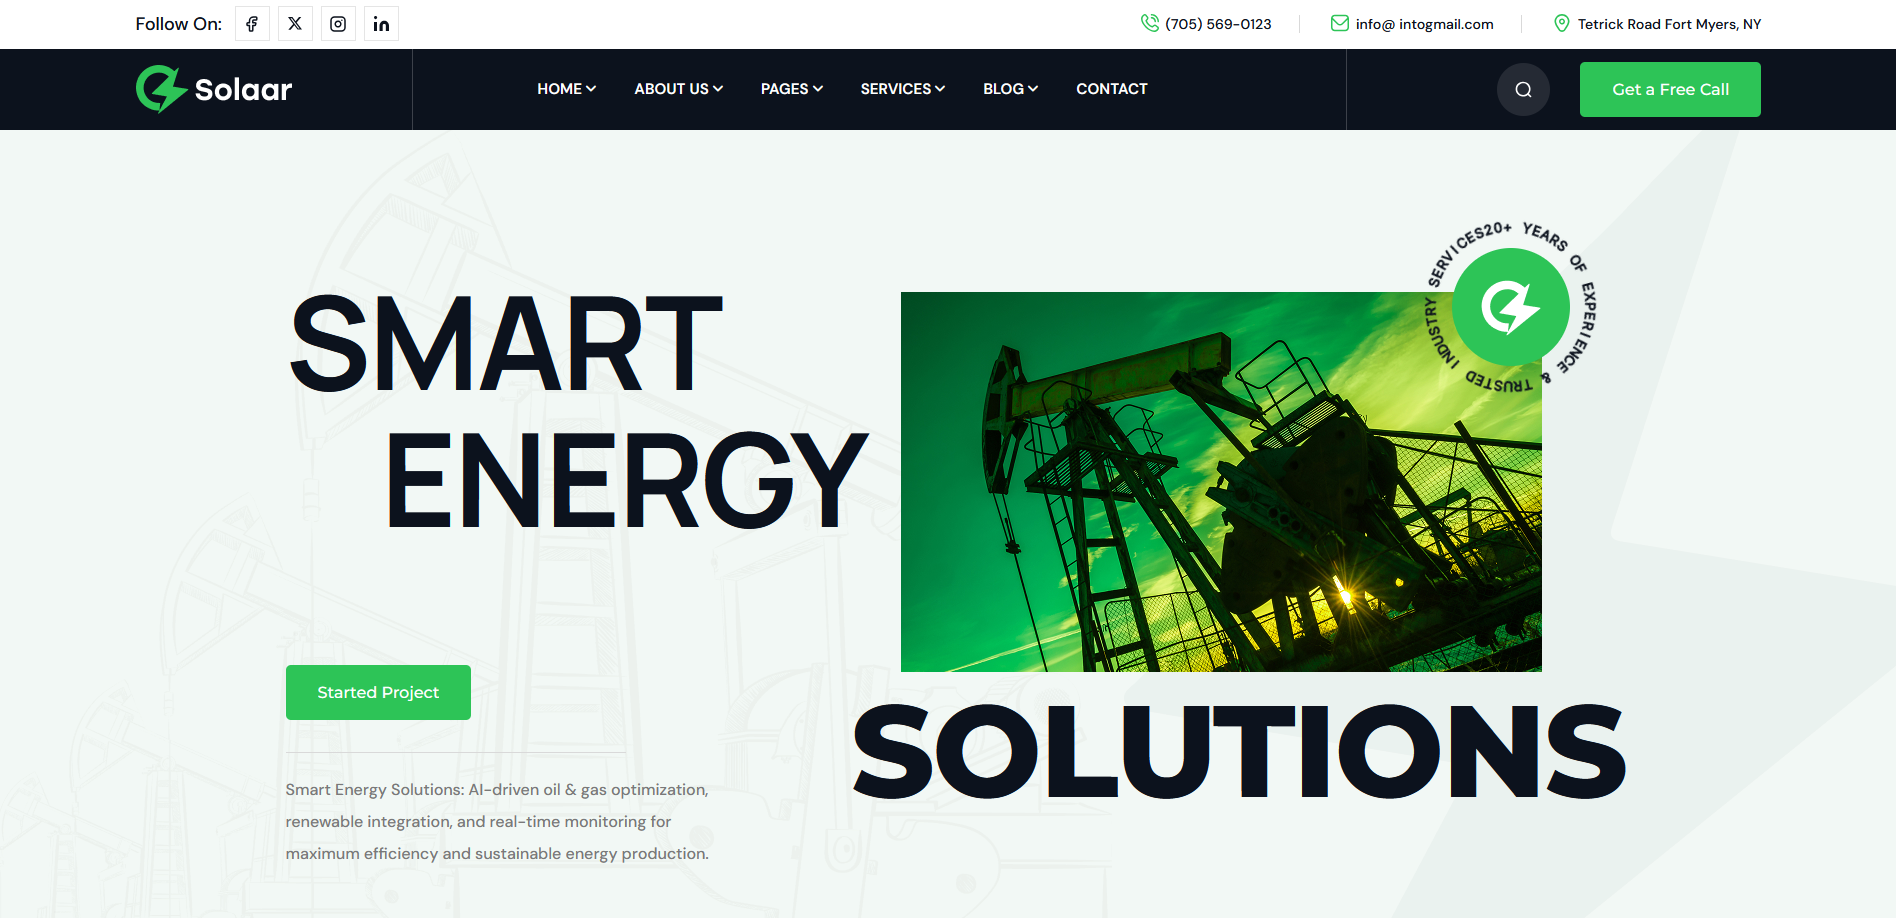 Follow On:
(705) 569-0123
info@ intogmail.com
Tetrick Road Fort Myers, NY
Solaar
HOME
ABOUT US
PAGES
SERVICES
BLOG
CONTACT
Get a Free Call
SMART
ENERGY
20+ YEARS OF EXPERIENCE & TRUSTED INDUSTRY SERVICES
SOLUTIONS
Started Project
Smart Energy Solutions: AI-driven oil & gas optimization,
renewable integration, and real-time monitoring for
maximum efficiency and sustainable energy production.